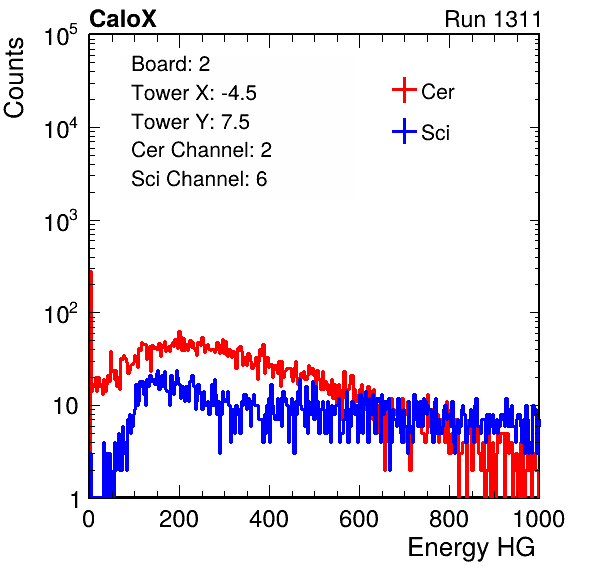 CaloX Run 1311
Counts
10^5
10^4
10^3
10^2
10
1
Board: 2
Tower X: -4.5
Tower Y: 7.5
Cer Channel: 2
Sci Channel: 6
Cer
Sci
0 200 400 600 800 1000
Energy HG